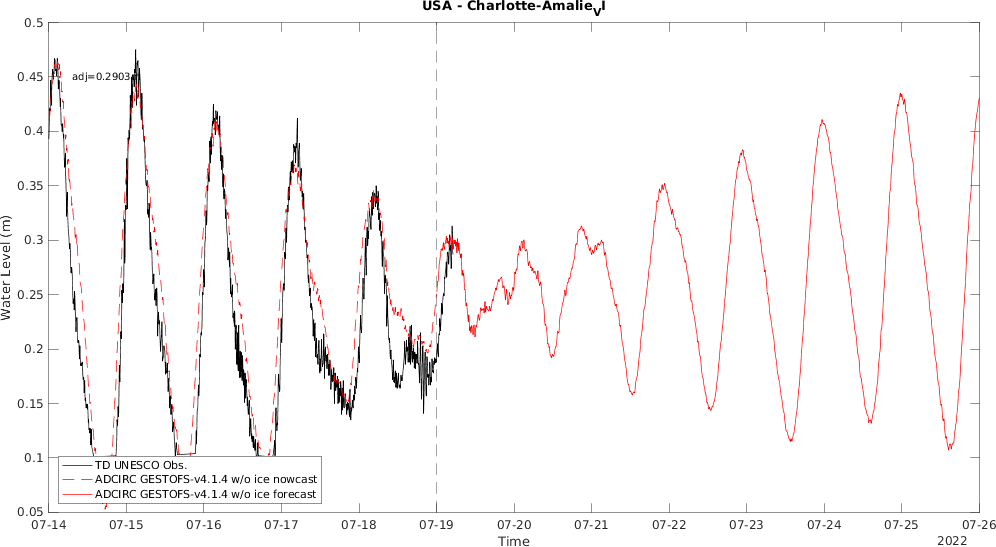 USA - Charlotte-Amalie_VI
0.5
0.45
0.4
0.35
0.3
0.25
0.2
0.15
0.1
0.05
Water Level (m)
adj=0.2903
TD UNESCO Obs.
ADCIRC GESTOFS-v4.1.4 w/o ice nowcast
ADCIRC GESTOFS-v4.1.4 w/o ice forecast
07-14 07-15 07-16 07-17 07-18 07-19 07-20 07-21 07-22 07-23 07-24 07-25 07-26
Time
2022